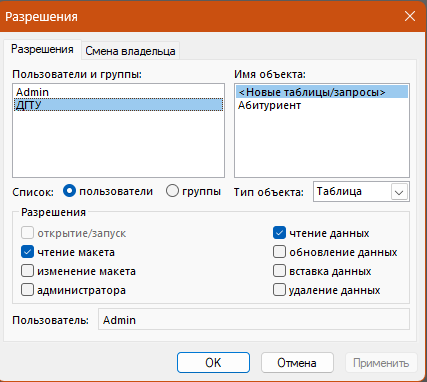 Разрешения
Разрешения Смена владельца
Пользователи и группы: Имя объекта:
Admin <Новые таблицы/запросы>
ДГТУ Абитуриент
Список: пользователи группы Тип объекта: Таблица
Разрешения
открытие/запуск чтение данных
чтение макета обновление данных
изменение макета вставка данных
администратора удаление данных
Пользователь: Admin
OK Отмена Применить